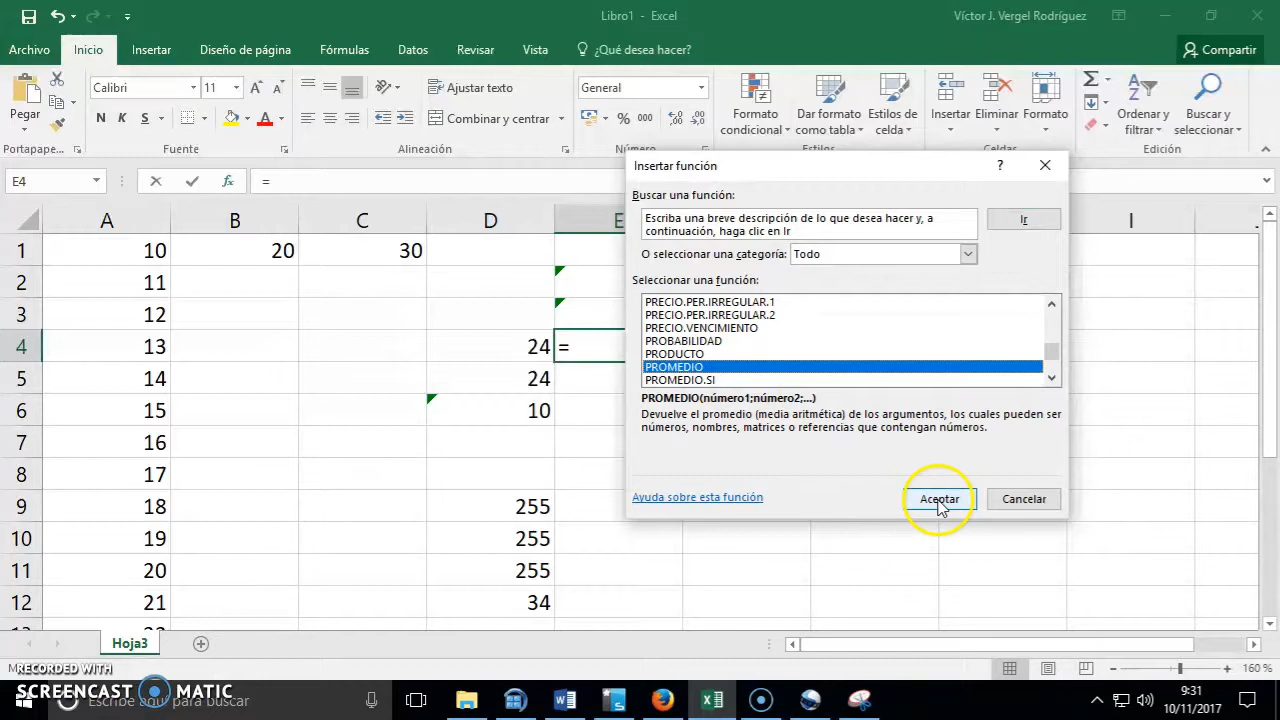 Libro1 - Excel
Víctor J. Vergel Rodríguez
Archivo Inicio Insertar Diseño de página Fórmulas Datos Revisar Vista ¿Qué desea hacer? Compartir
Pegar
Calibri 11
N K S
Ajustar texto
Combinar y centrar
General
% 000
Formato condicional
Dar formato como tabla
Estilos de celda
Insertar
Eliminar
Formato
Ordenar y filtrar
Buscar y seleccionar
Portapape... Fuente Alineación Número Estilos Celdas Edición
E4 fx =
A B C D E I
1 10 20 30
2 11
3 12
4 13 24 =
5 14 24
6 15 10
7 16
8 17
9 18 255
10 19 255
11 20 255
12 21 34
Insertar función
Buscar una función:
Escriba una breve descripción de lo que desea hacer y, a
continuación, haga clic en Ir
Ir
O seleccionar una categoría: Todo
Seleccionar una función:
PRECIO.PER.IRREGULAR.1
PRECIO.PER.IRREGULAR.2
PRECIO.VENCIMIENTO
PROBABILIDAD
PRODUCTO
PROMEDIO
PROMEDIO.SI
PROMEDIO(número1;número2;...)
Devuelve el promedio (media aritmética) de los argumentos, los cuales pueden ser
números, nombres, matrices o referencias que contengan números.
Ayuda sobre esta función
Aceptar
Cancelar
Hoja3
160 %
RECORDED WITH
SCREENCAST MATIC
Escribe aquí para buscar
9:31
10/11/2017